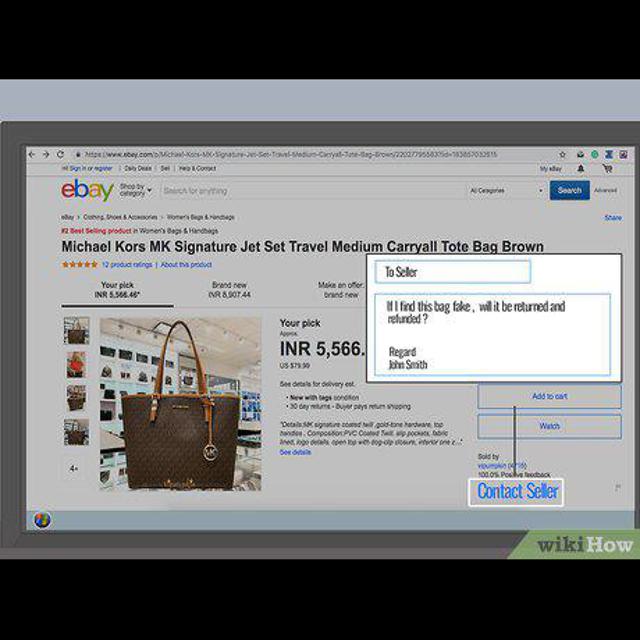 https://www.ebay.com/p/Michael-Kors-MK-Signature-Jet-Set-Travel-Medium-Carryall-Tote-Bag-Brown/
Hi! Sign in or register | Daily Deals | Sell | Help & Contact
My eBay
ebay Shop by category
Search for anything
All Categories
Search
Advanced
eBay > Clothing, Shoes & Accessories > Women's Bags & Handbags
Share
#2 Best Selling product in Women's Bags & Handbags
Michael Kors MK Signature Jet Set Travel Medium Carryall Tote Bag Brown
12 product ratings | About this product
Your pick
INR 5,566.46*
Brand new
INR 8,907.44
Make an offer:
brand new
To Seller
If I find this bag fake , will it be returned and
refunded ?
Regard
John Smith
Your pick
Approx.
INR 5,566.
US $79.99
See details for delivery est.
• New with tags condition
• 30 day returns - Buyer pays return shipping
"Details:MK signature coated twill ,gold-tone hardware, top
handles , Composition:PVC Coated Twill, slip pockets, fabric
lined, logo details, open top with dog-clip closure, interior one z..."
See details
MK
4+
Add to cart
Watch
Sold by
vipumpkin
100.0% Positive feedback
Contact Seller
wikiHow